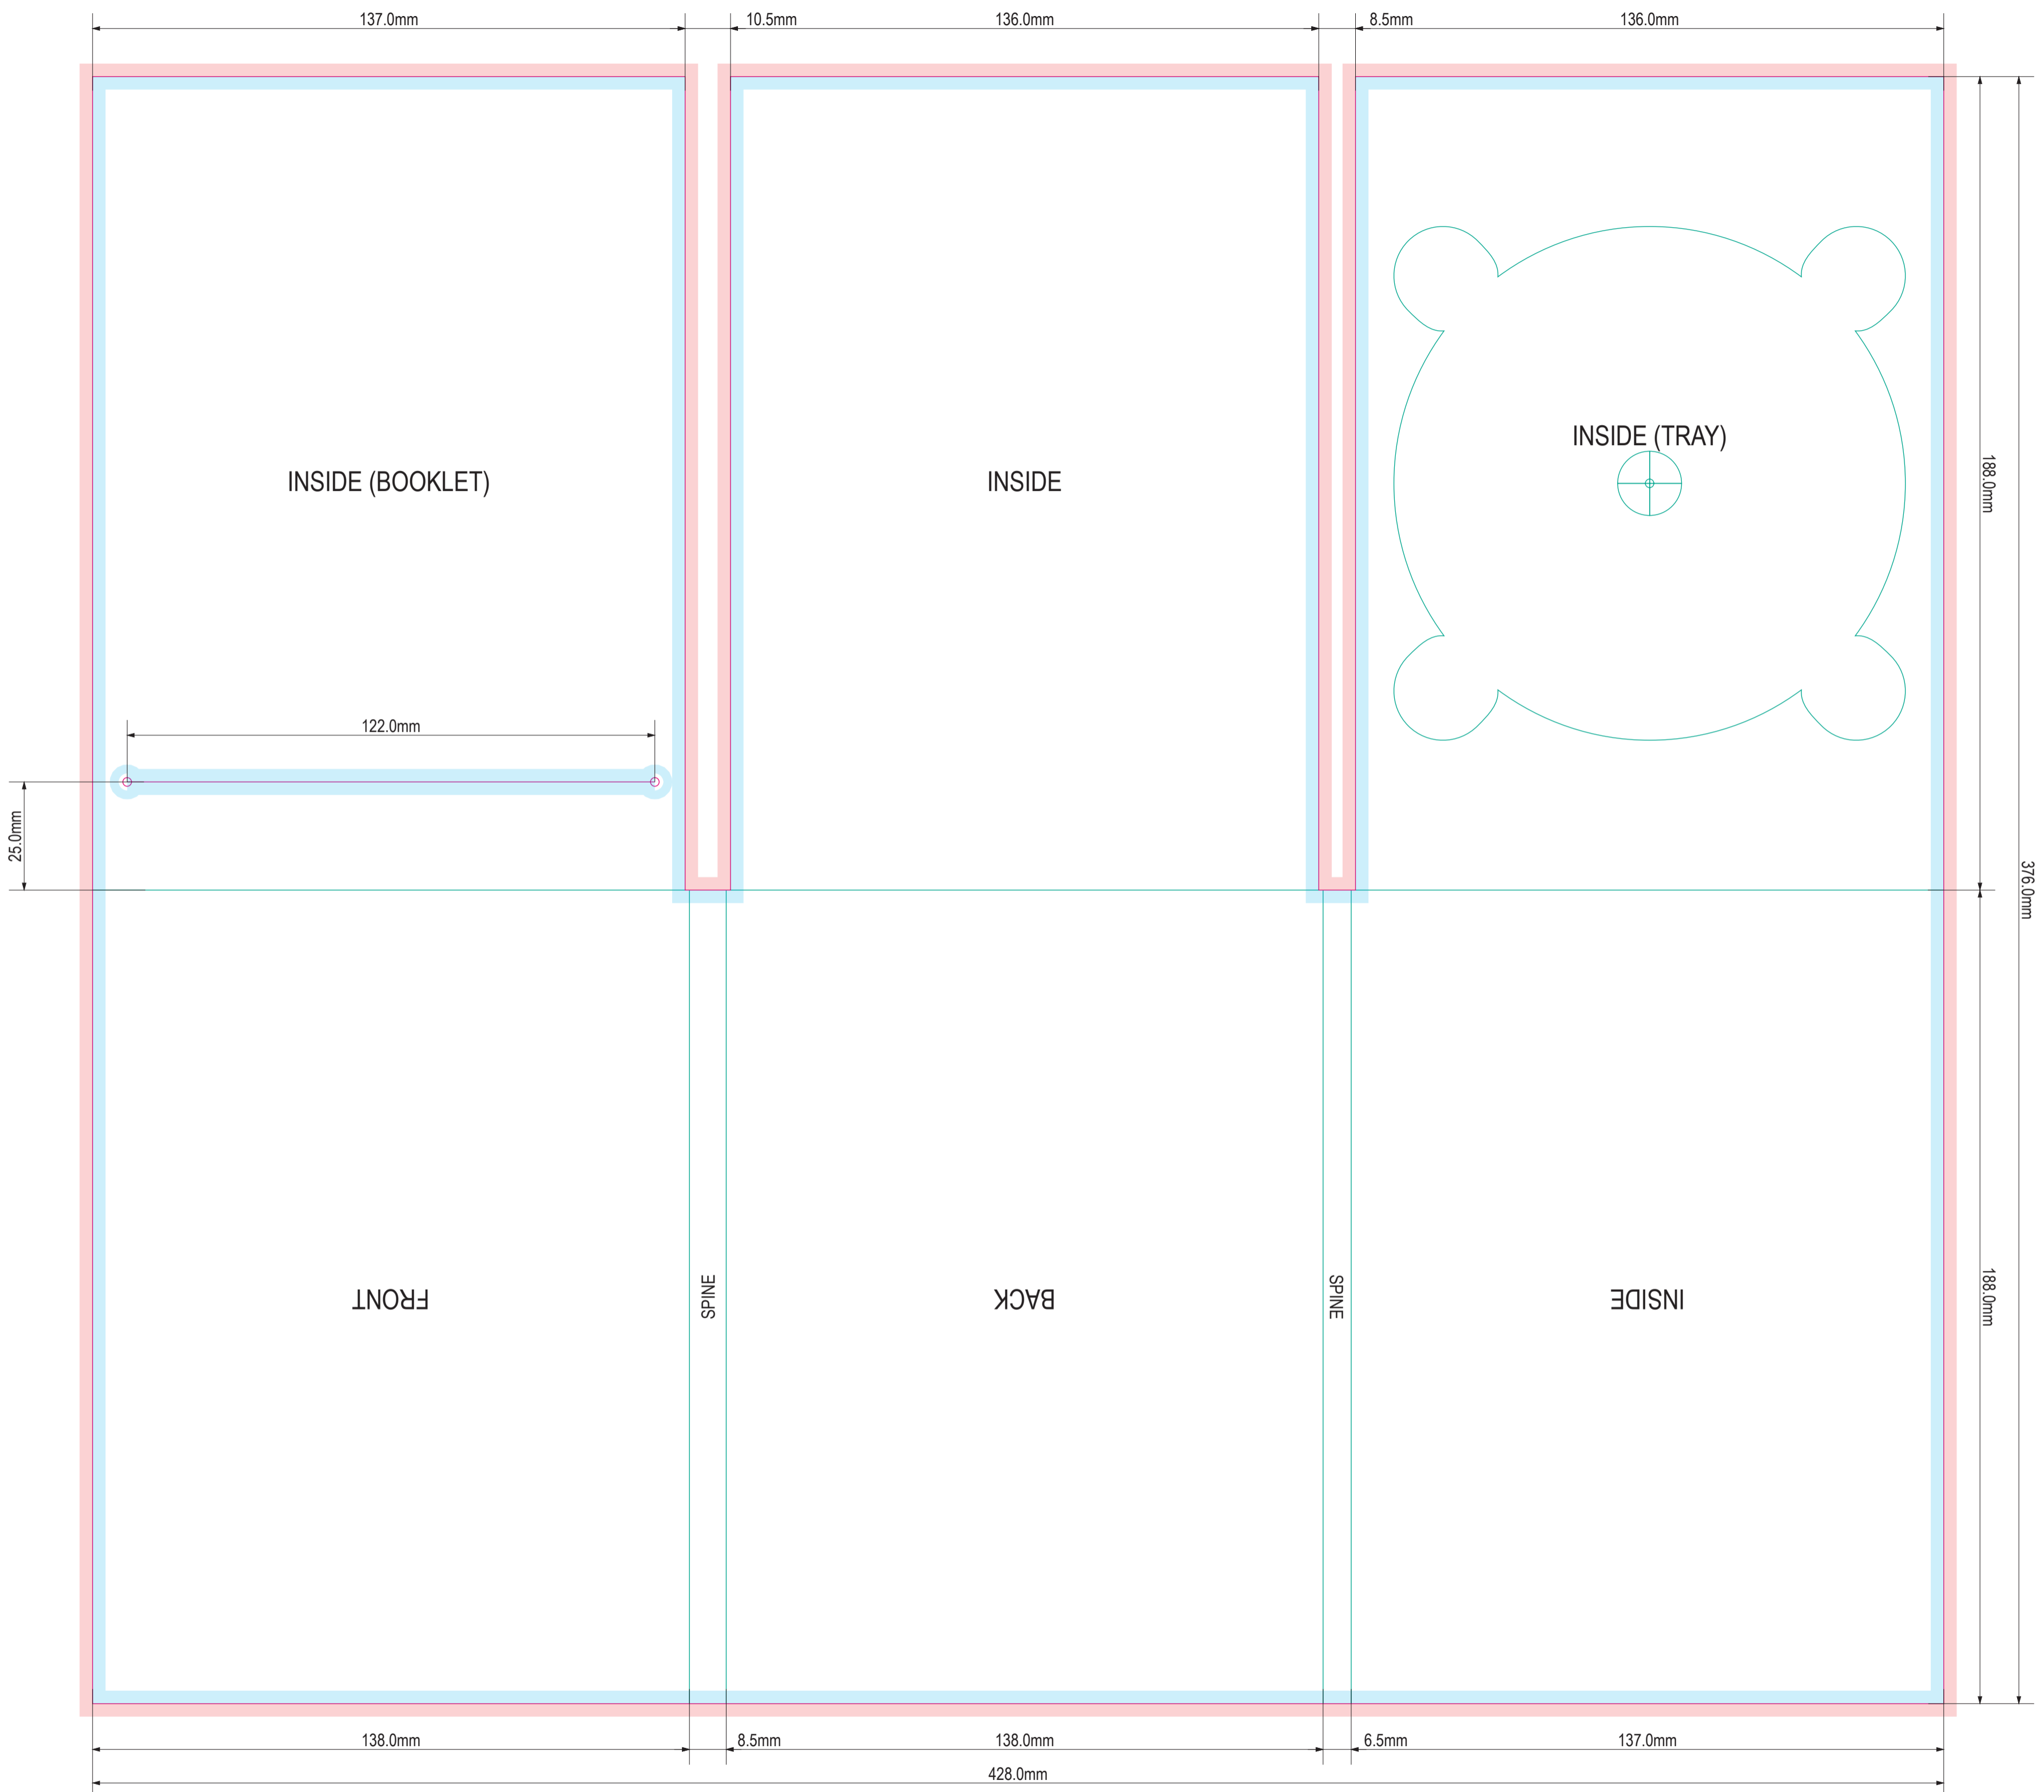 137.0mm
10.5mm
136.0mm
8.5mm
136.0mm
INSIDE (BOOKLET)
INSIDE
INSIDE (TRAY)
188.0mm
122.0mm
25.0mm
376.0mm
FRONT
SPINE
BACK
SPINE
INSIDE
188.0mm
138.0mm
8.5mm
138.0mm
6.5mm
137.0mm
428.0mm